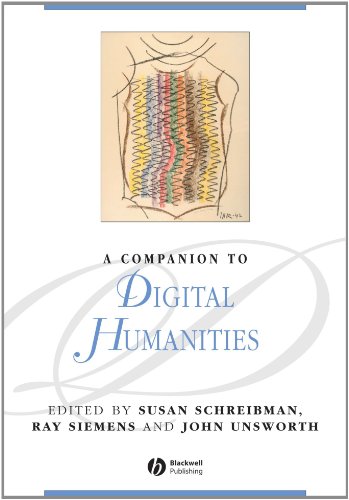 A COMPANION TO
DIGITAL
HUMANITIES
EDITED BY SUSAN SCHREIBMAN,
RAY SIEMENS AND JOHN UNSWORTH
Blackwell
Publishing